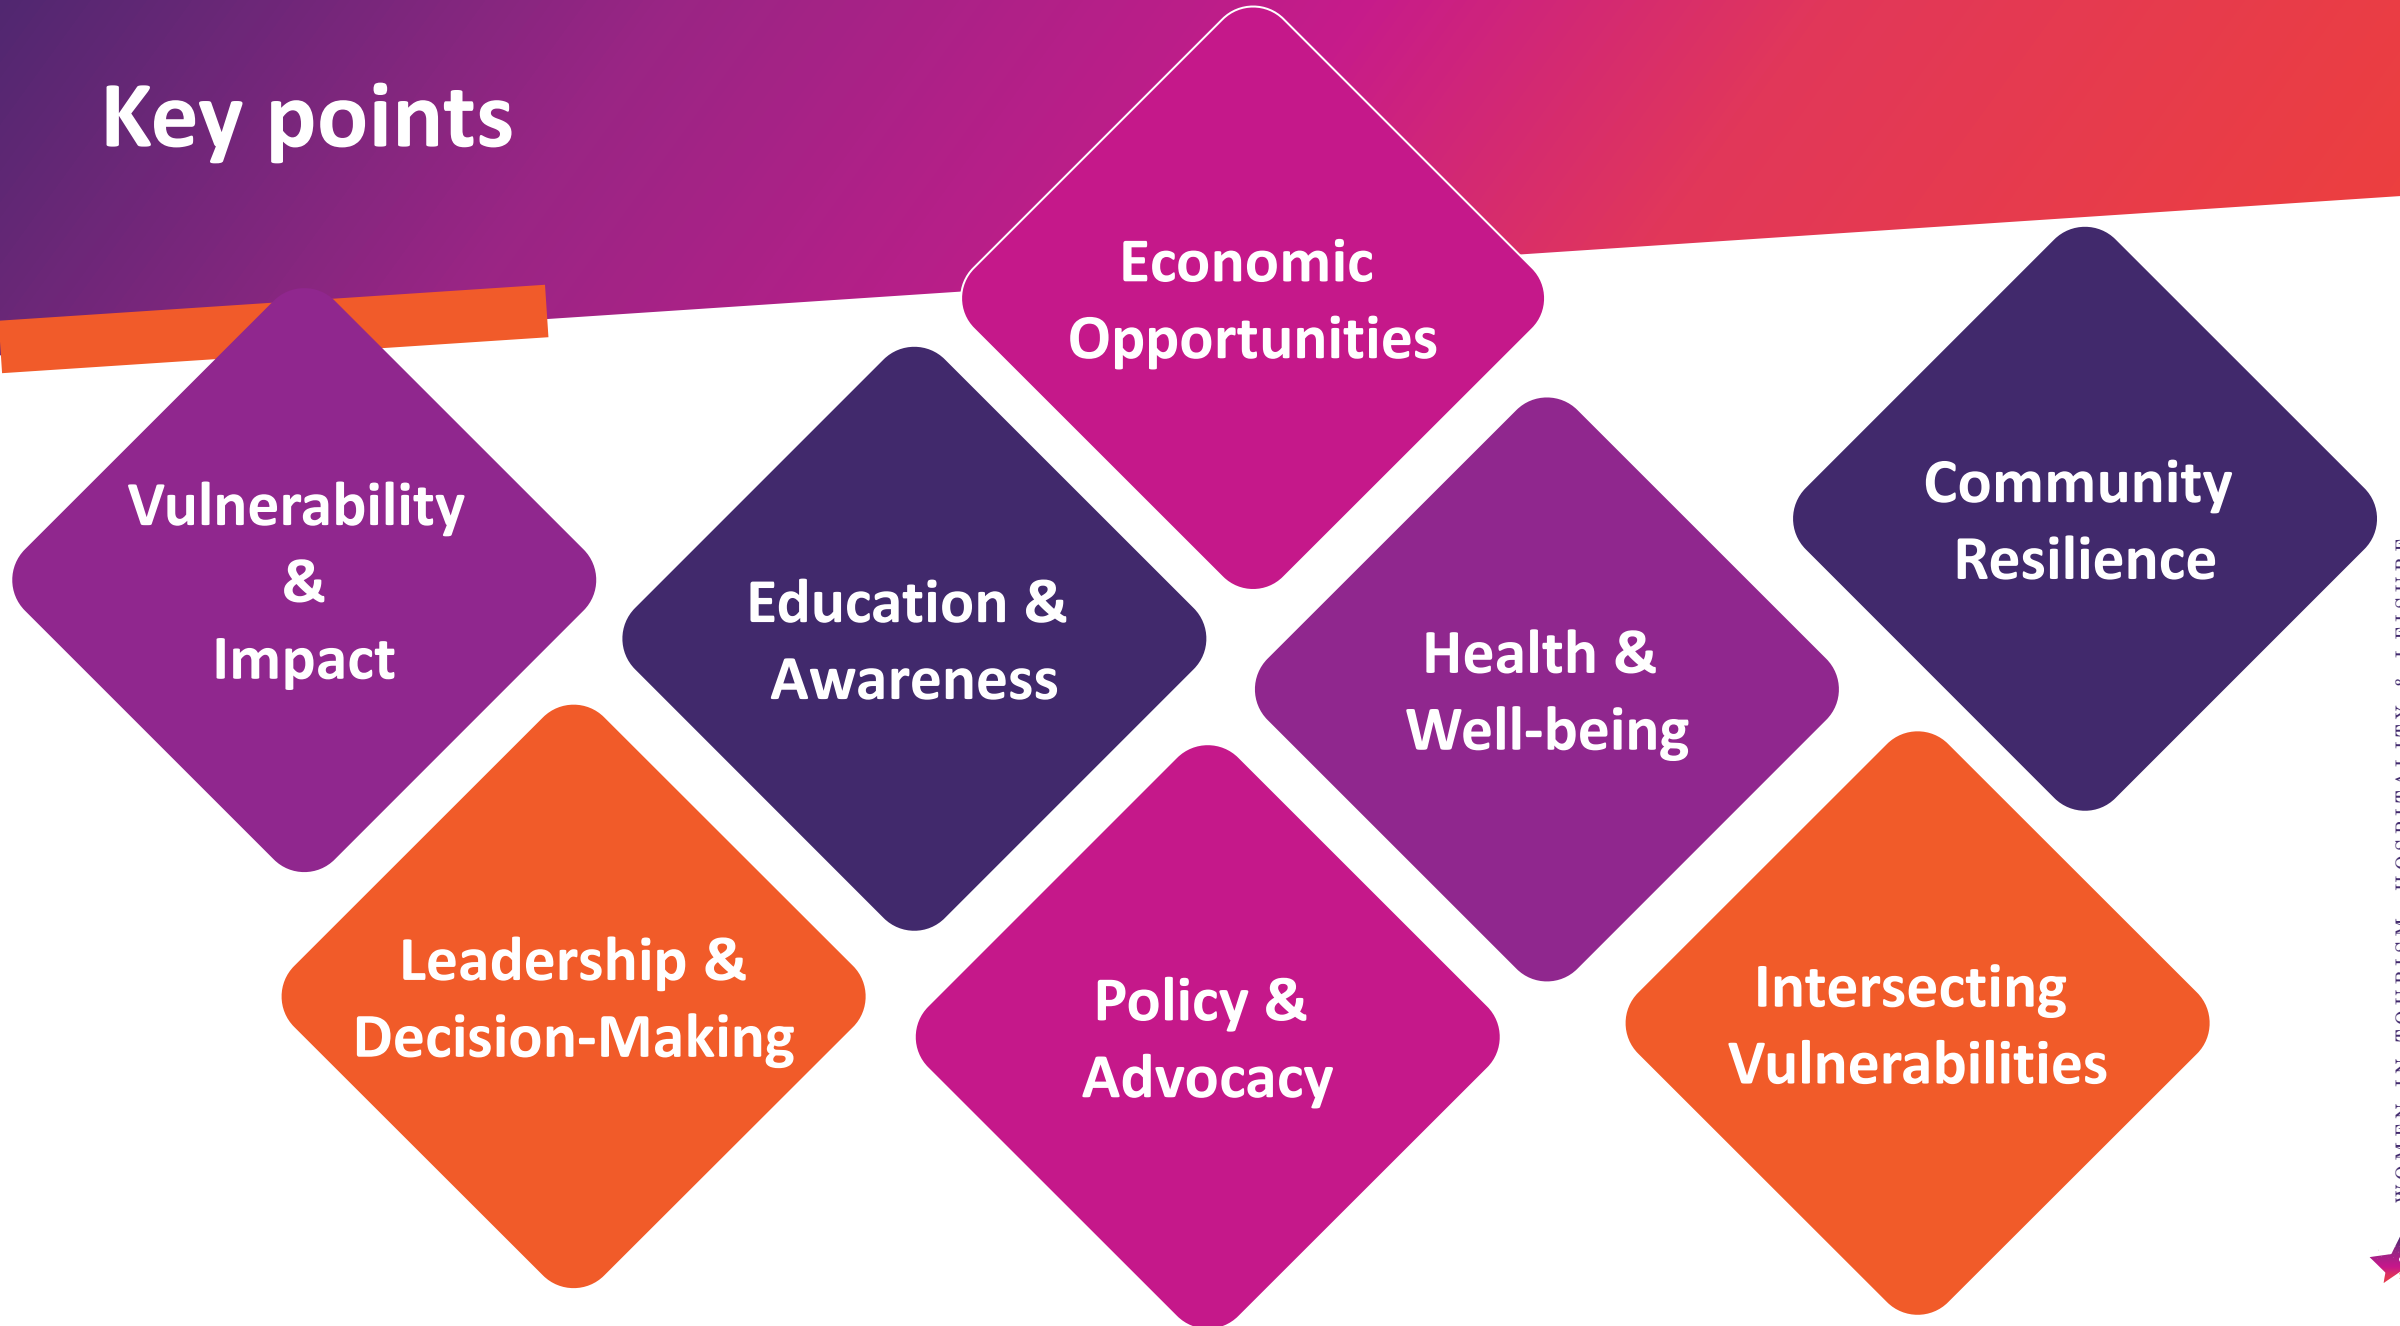 Key points
Economic
Opportunities
Community
Resilience
Vulnerability
&
Impact
Education &
Awareness
Health &
Well-being
Leadership &
Decision-Making
Policy &
Advocacy
Intersecting
Vulnerabilities